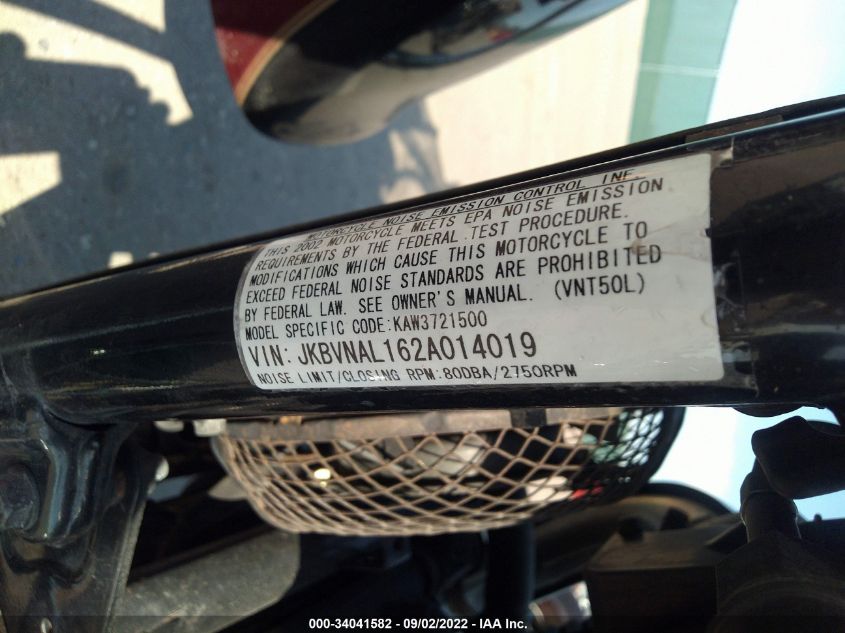 MOTORCYCLE NOISE EMISSION CONTROL INF.
THIS 2002 MOTORCYCLE MEETS EPA NOISE EMISSION
REQUIREMENTS BY THE FEDERAL TEST PROCEDURE.
MODIFICATIONS WHICH CAUSE THIS MOTORCYCLE TO
EXCEED FEDERAL NOISE STANDARDS ARE PROHIBITED
BY FEDERAL LAW. SEE OWNER'S MANUAL. (VNT50L)
MODEL SPECIFIC CODE:KAW3721500
VIN: JKBVNAL162A014019
NOISE LIMIT/CLOSING RPM:80DBA/2750RPM
000-34041582 - 09/02/2022 - IAA Inc.